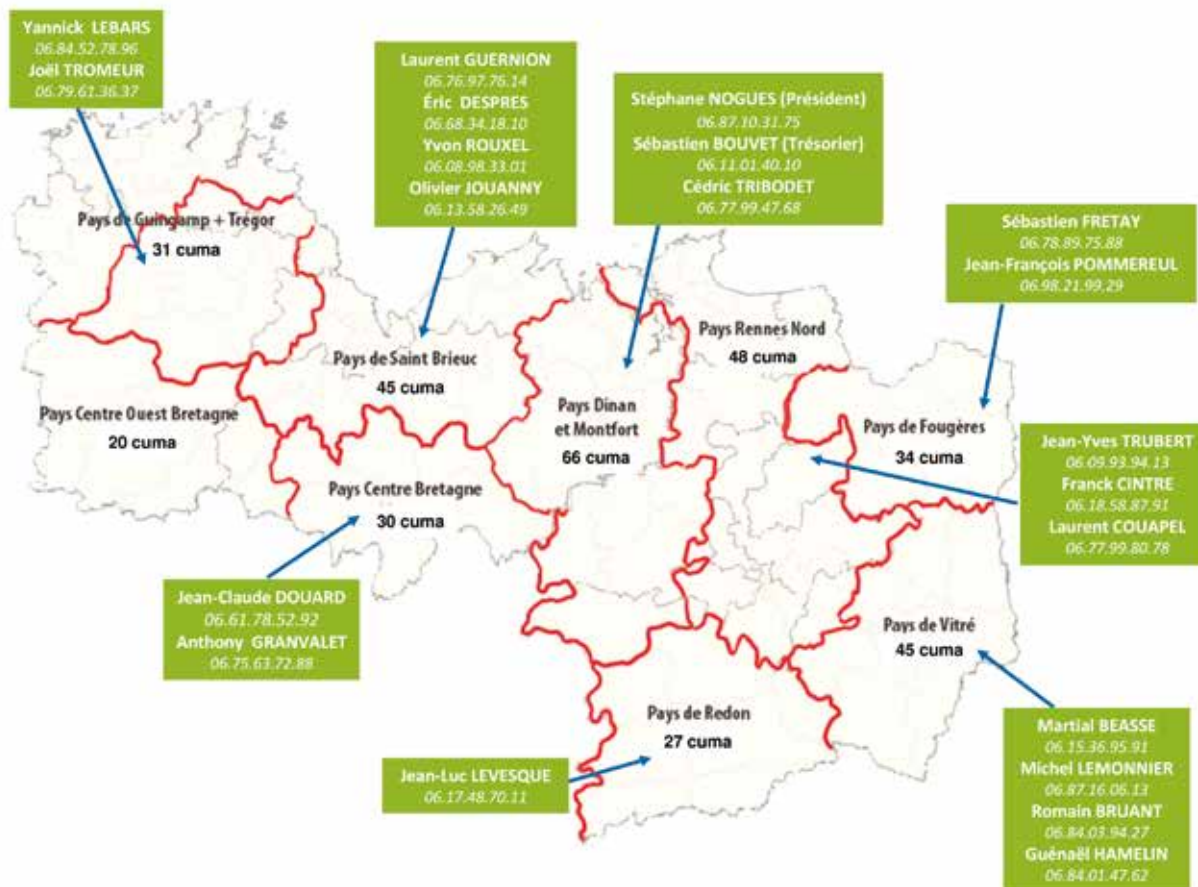 Yannick LEBARS
06.84.52.78.96
Joël TROMEUR
06.79.61.36.37
Laurent GUERNION
06.76.97.76.14
Éric DESPRES
06.68.34.18.10
Yvon ROUXEL
06.08.98.33.01
Olivier JOUANNY
06.13.58.26.49
Stéphane NOGUES (Président)
06.87.10.31.75
Sébastien BOUVET (Trésorier)
06.11.01.40.10
Cédric TRIBODET
06.77.99.47.68
Sébastien FRETAY
06.78.89.75.88
Jean-François POMMEREUL
06.98.21.99.29
Pays de Guingamp + Trégor
31 cuma
Pays de Saint Brieuc
45 cuma
Pays Rennes Nord
48 cuma
Pays Centre Ouest Bretagne
20 cuma
Pays Dinan
et Montfort
66 cuma
Pays de Fougères
34 cuma
Jean-Yves TRUBERT
06.09.93.94.13
Franck CINTRE
06.18.58.87.91
Laurent COUAPEL
06.77.99.80.78
Pays Centre Bretagne
30 cuma
Jean-Claude DOUARD
06.61.78.52.92
Anthony GRANVALET
06.75.63.72.88
Pays de Vitré
45 cuma
Pays de Redon
27 cuma
Jean-Luc LEVESQUE
06.17.48.70.11
Martial BEASSE
06.15.36.95.91
Michel LEMONNIER
06.87.16.06.13
Romain BRUANT
06.84.03.94.27
Guénaël HAMELIN
06.84.01.47.62